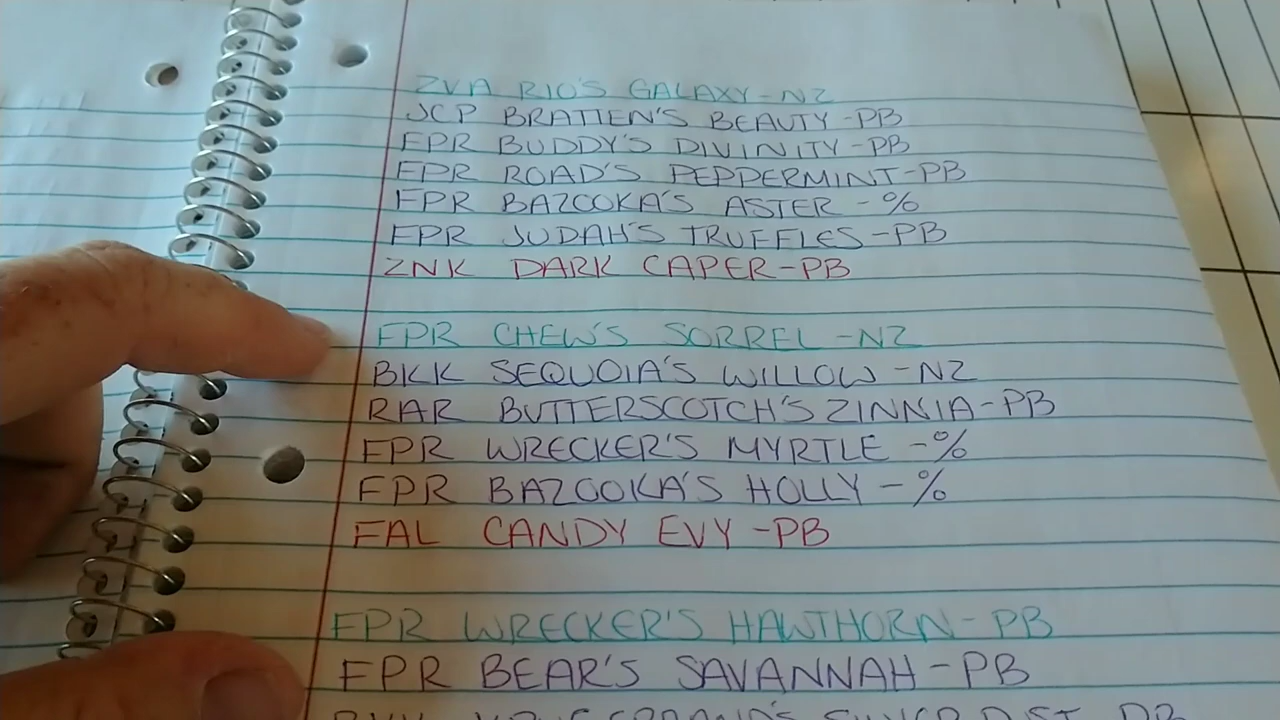 ZVA RIO'S GALAXY-NZ
JCP BRATTEN'S BEAUTY-PB
FPR BUDDY'S DIVINITY-PB
FPR ROAD'S PEPPERMINT-PB
FPR BAZOOKA'S ASTER -%
FPR JUDAH'S TRUFFLES-PB
ZNK DARK CAPER-PB
FPR CHEW'S SORREL-NZ
BKK SEQUOIA'S WILLOW-NZ
RAR BUTTERSCOTCH'S ZINNIA-PB
FPR WRECKER'S MYRTLE -%
FPR BAZOOKA'S HOLLY -%
FAL CANDY EVY-PB
FPR WRECKER'S HAWTHORN-PB
FPR BEAR'S SAVANNAH-PB